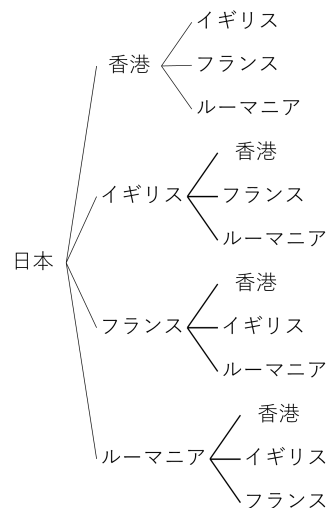 イギリス
香港
フランス
ルーマニア
香港
イギリス
フランス
ルーマニア
日本
香港
フランス
イギリス
ルーマニア
香港
ルーマニア
イギリス
フランス